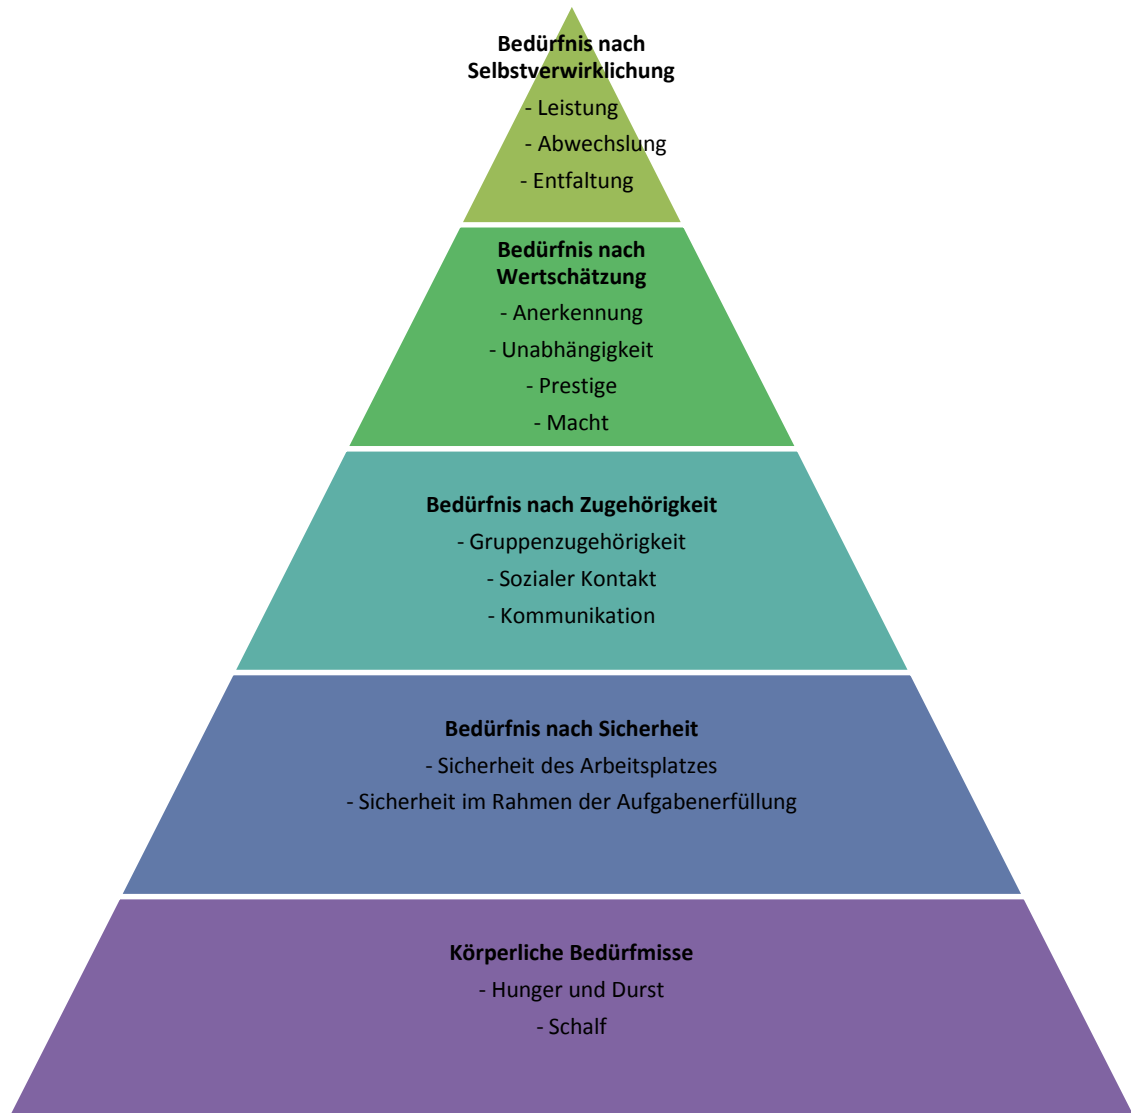 Bedürfnis nach
Selbstverwirklichung
- Leistung
- Abwechslung
- Entfaltung
Bedürfnis nach
Wertschätzung
- Anerkennung
- Unabhängigkeit
- Prestige
- Macht
Bedürfnis nach Zugehörigkeit
- Gruppenzugehörigkeit
- Sozialer Kontakt
- Kommunikation
Bedürfnis nach Sicherheit
- Sicherheit des Arbeitsplatzes
- Sicherheit im Rahmen der Aufgabenerfüllung
Körperliche Bedürfmisse
- Hunger und Durst
- Schalf